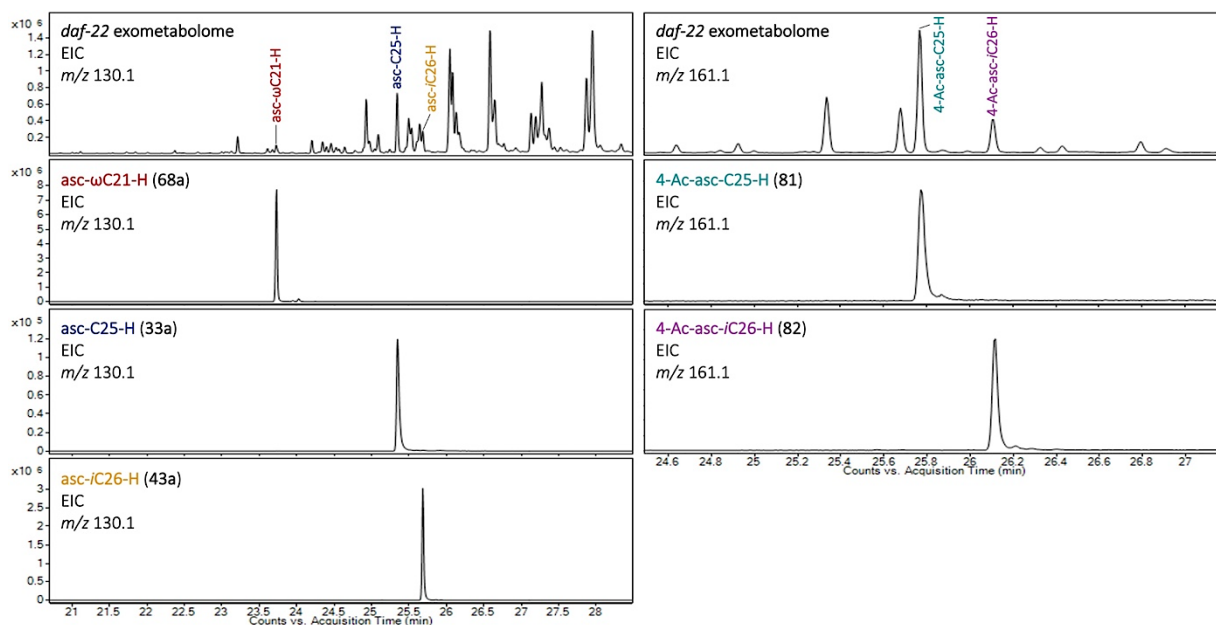 ×10 6
daf-22 exometabolome
EIC
m/z 130.1
1.4
1.2
1
0.8
0.6
0.4
0.2
asc-ωC21-H
asc-C25-H
asc-iC26-H
×10 6
asc-ωC21-H (68a)
EIC
m/z 130.1
8
7
6
5
4
3
2
1
0
×10 5
asc-C25-H (33a)
EIC
m/z 130.1
1.2
1
0.8
0.6
0.4
0.2
0
×10 6
asc-iC26-H (43a)
EIC
m/z 130.1
3
2.5
2
1.5
1
0.5
0
21 21.5 22 22.5 23 23.5 24 24.5 25 25.5 26 26.5 27 27.5 28
Counts vs. Acquisition Time (min)
daf-22 exometabolome
EIC
m/z 161.1
4-Ac-asc-C25-H
4-Ac-asc-iC26-H
4-Ac-asc-C25-H (81)
EIC
m/z 161.1
4-Ac-asc-iC26-H (82)
EIC
m/z 161.1
24.6 24.8 25 25.2 25.4 25.6 25.8 26 26.2 26.4 26.6 26.8 27
Counts vs. Acquisition Time (min)